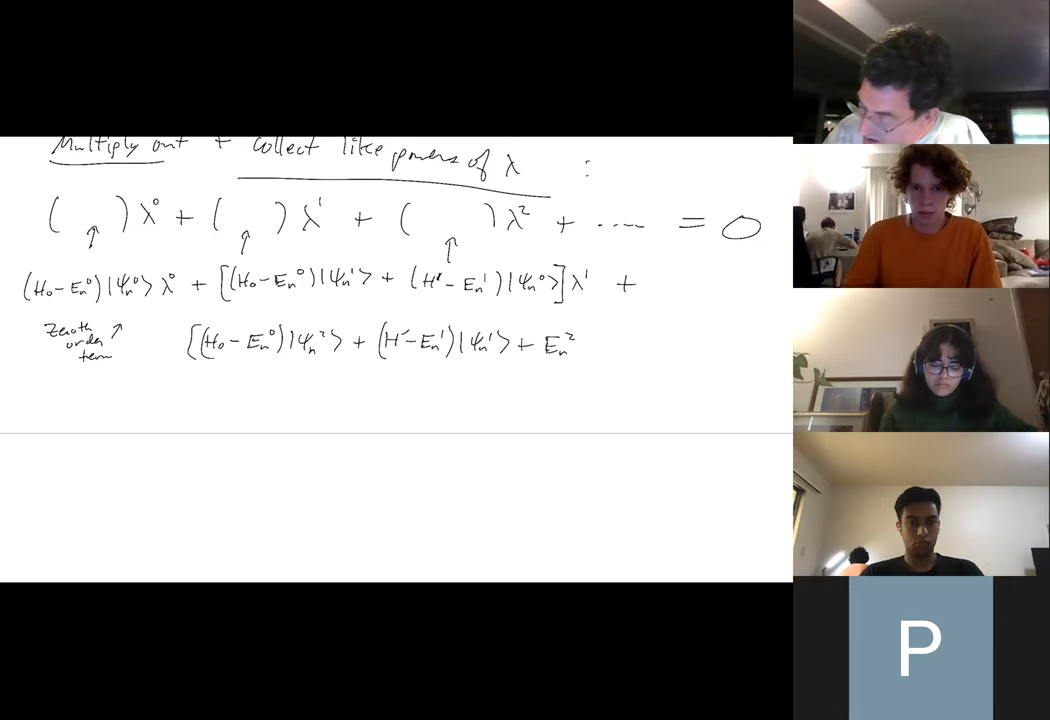 Multiply out + collect like powers of λ :
(  ) λ⁰ + (  ) λ¹ + (  ) λ² + ---- = 0
↑ ↑ ↑
(H₀ - Eₙ⁰)|ψₙ⁰> λ⁰ + [(H₀ - Eₙ⁰)|ψₙ¹> + (H' - Eₙ¹)|ψₙ⁰>] λ¹ +
Zeroth ↑
order
term
[(H₀ - Eₙ⁰)|ψₙ²> + (H' - Eₙ¹)|ψₙ¹> + Eₙ²
P